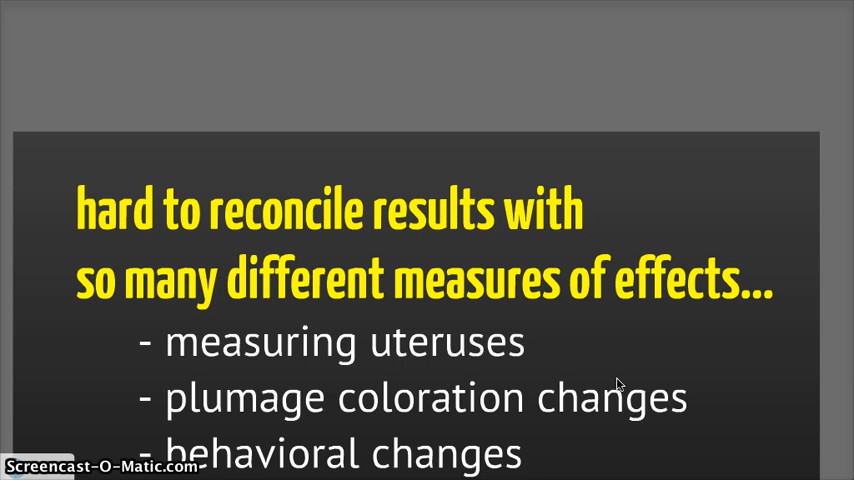 hard to reconcile results with
so many different measures of effects...
- measuring uteruses
- plumage coloration changes
- behavioral changes
Screencast-O-Matic.com